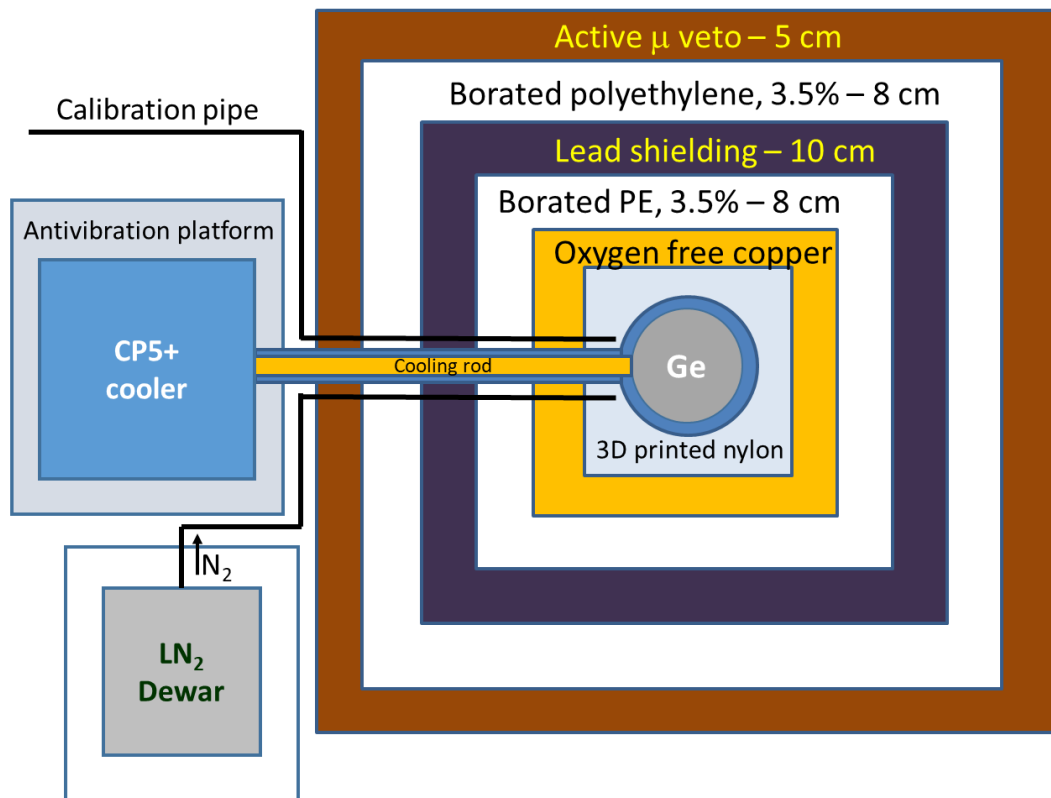 Active μ veto – 5 cm
Borated polyethylene, 3.5% – 8 cm
Calibration pipe
Lead shielding – 10 cm
Borated PE, 3.5% – 8 cm
Antivibration platform
Oxygen free copper
CP5+
cooler
Cooling rod
Ge
3D printed nylon
N₂
LN₂
Dewar